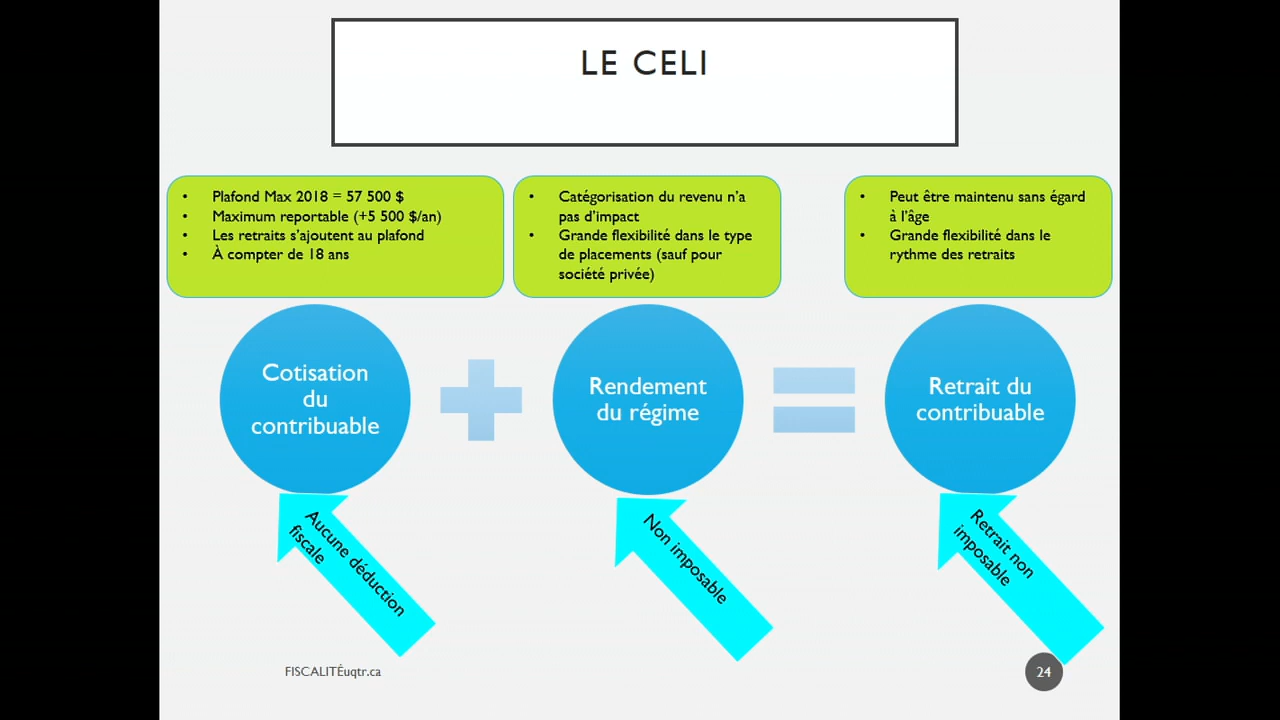 LE CELI
• Plafond Max 2018 = 57 500 $
• Maximum reportable (+5 500 $/an)
• Les retraits s’ajoutent au plafond
• À compter de 18 ans
• Catégorisation du revenu n’a
pas d’impact
• Grande flexibilité dans le type
de placements (sauf pour
société privée)
• Peut être maintenu sans égard
à l’âge
• Grande flexibilité dans le
rythme des retraits
Cotisation
du
contribuable
Rendement
du régime
Retrait du
contribuable
Aucune déduction
fiscale
Non imposable
Retrait non
imposable
FISCALITÉuqtr.ca
24